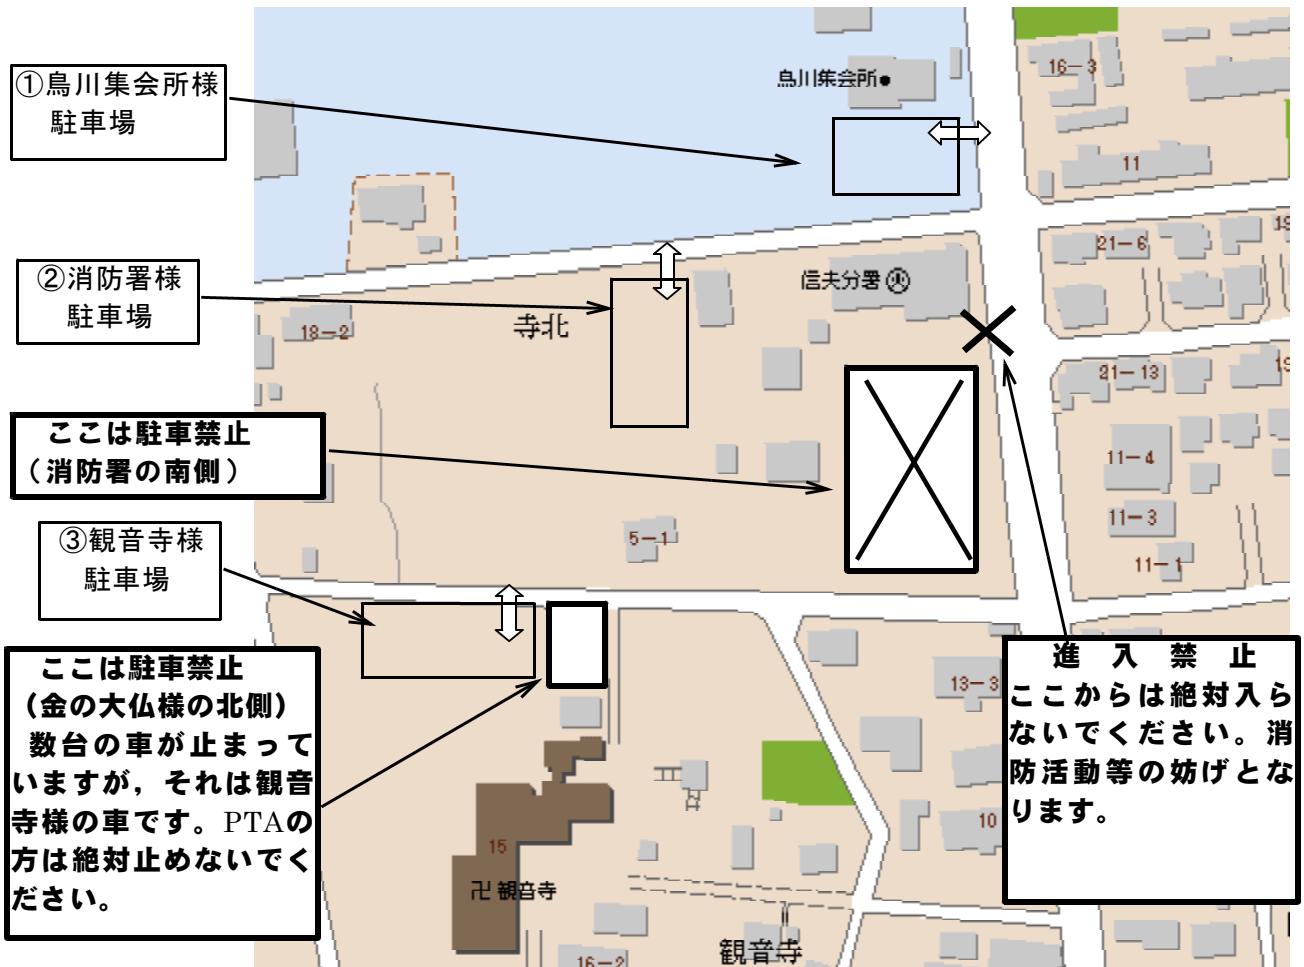 ①鳥川集会所様
駐車場
②消防署様
駐車場
ここは駐車禁止
（消防署の南側）
③観音寺様
駐車場
ここは駐車禁止
（金の大仏様の北側）
数台の車が止まって
いますが，それは観音
寺様の車です。PTAの
方は絶対止めないでく
ださい。
進入禁止
ここからは絶対入ら
ないでください。消
防活動等の妨げとな
ります。
鳥川集会所
信夫分署
寺北
18-2
5-1
15
卍 観音寺
観音寺
16-2
16-3
11
21-6
19
21-13
19
11-4
11-3
11-1
13-3
10